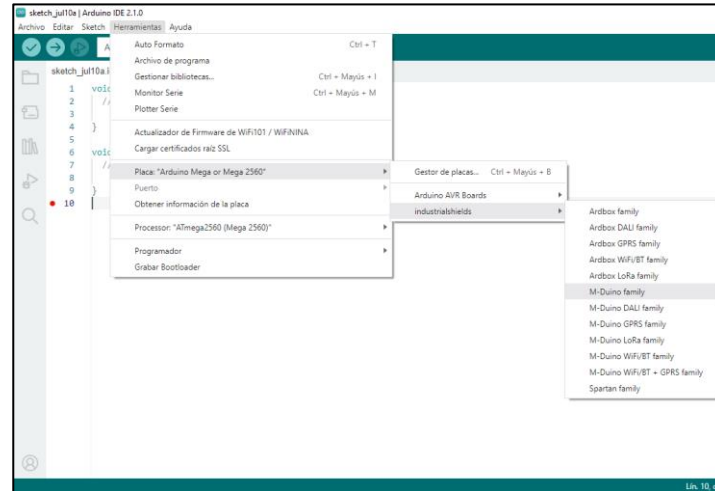 sketch_jul10a | Arduino IDE 2.1.0
Archivo Editar Sketch Herramientas Ayuda
A
sketch_jul10a.i
1 voi
2 //
3
4 }
5
6 voi
7 //
8
9 }
10
Auto Formato Ctrl + T
Archivo de programa
Gestionar bibliotecas... Ctrl + Mayús + I
Monitor Serie Ctrl + Mayús + M
Plotter Serie
Actualizador de Firmware de WiFi101 / WiFiNINA
Cargar certificados raíz SSL
Placa: "Arduino Mega or Mega 2560"
Puerto
Obtener información de la placa
Processor: "ATmega2560 (Mega 2560)"
Programador
Grabar Bootloader
Gestor de placas... Ctrl + Mayús + B
Arduino AVR Boards
industrialshields
Ardbox family
Ardbox DALI family
Ardbox GPRS family
Ardbox WiFi/BT family
Ardbox LoRa family
M-Duino family
M-Duino DALI family
M-Duino GPRS family
M-Duino LoRa family
M-Duino WiFi/BT family
M-Duino WiFi/BT + GPRS family
Spartan family
Lín. 10,